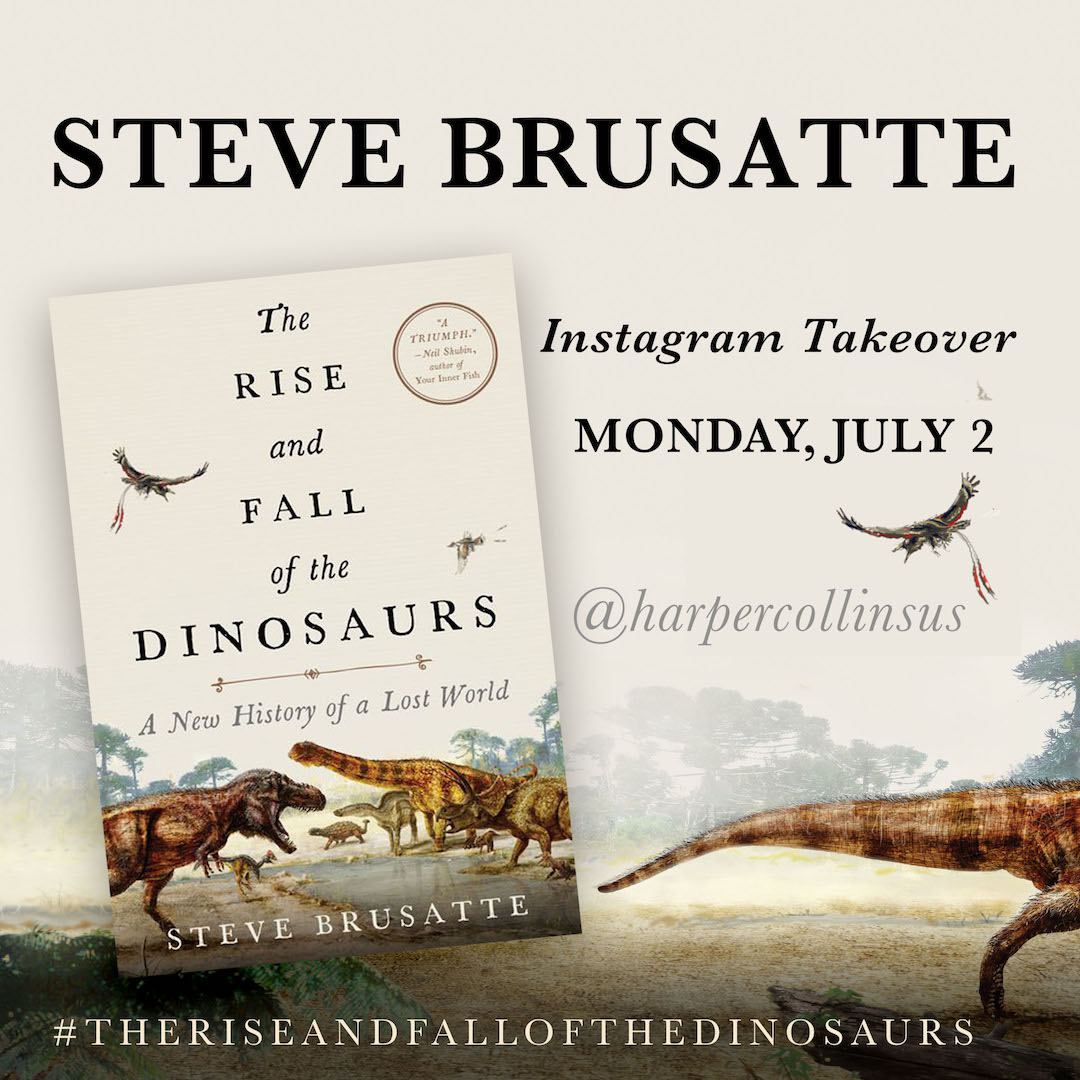 STEVE BRUSATTE
The
RISE
and
FALL
of the
DINOSAURS
A New History of a Lost World
"A
TRIUMPH."
—Neil Shubin,
author of
Your Inner Fish
STEVE BRUSATTE
Instagram Takeover
MONDAY, JULY 2
@harpercollinsus
#THERISEANDFALLOFTHEDINOSAURS